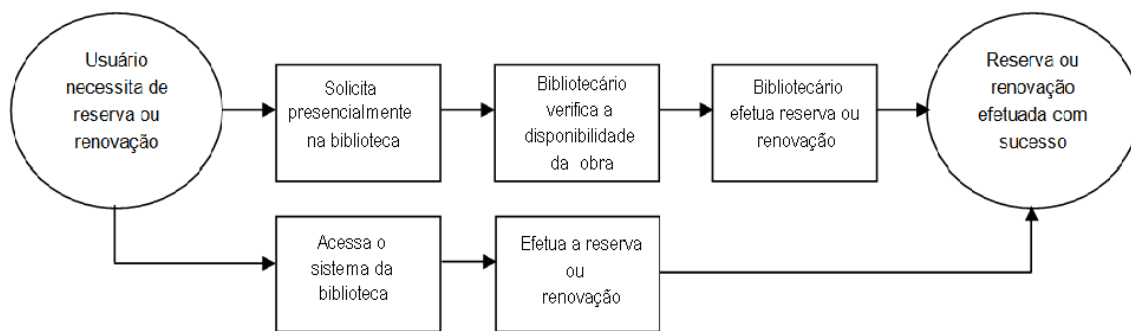 Usuário
necessita de
reserva ou
renovação
Solicita
presencialmente
na biblioteca
Bibliotecário
verifica a
disponibilidade
da obra
Bibliotecário
efetua reserva ou
renovação
Reserva ou
renovação
efetuada com
sucesso
Acessa o
sistema da
biblioteca
Efetua a reserva
ou
renovação